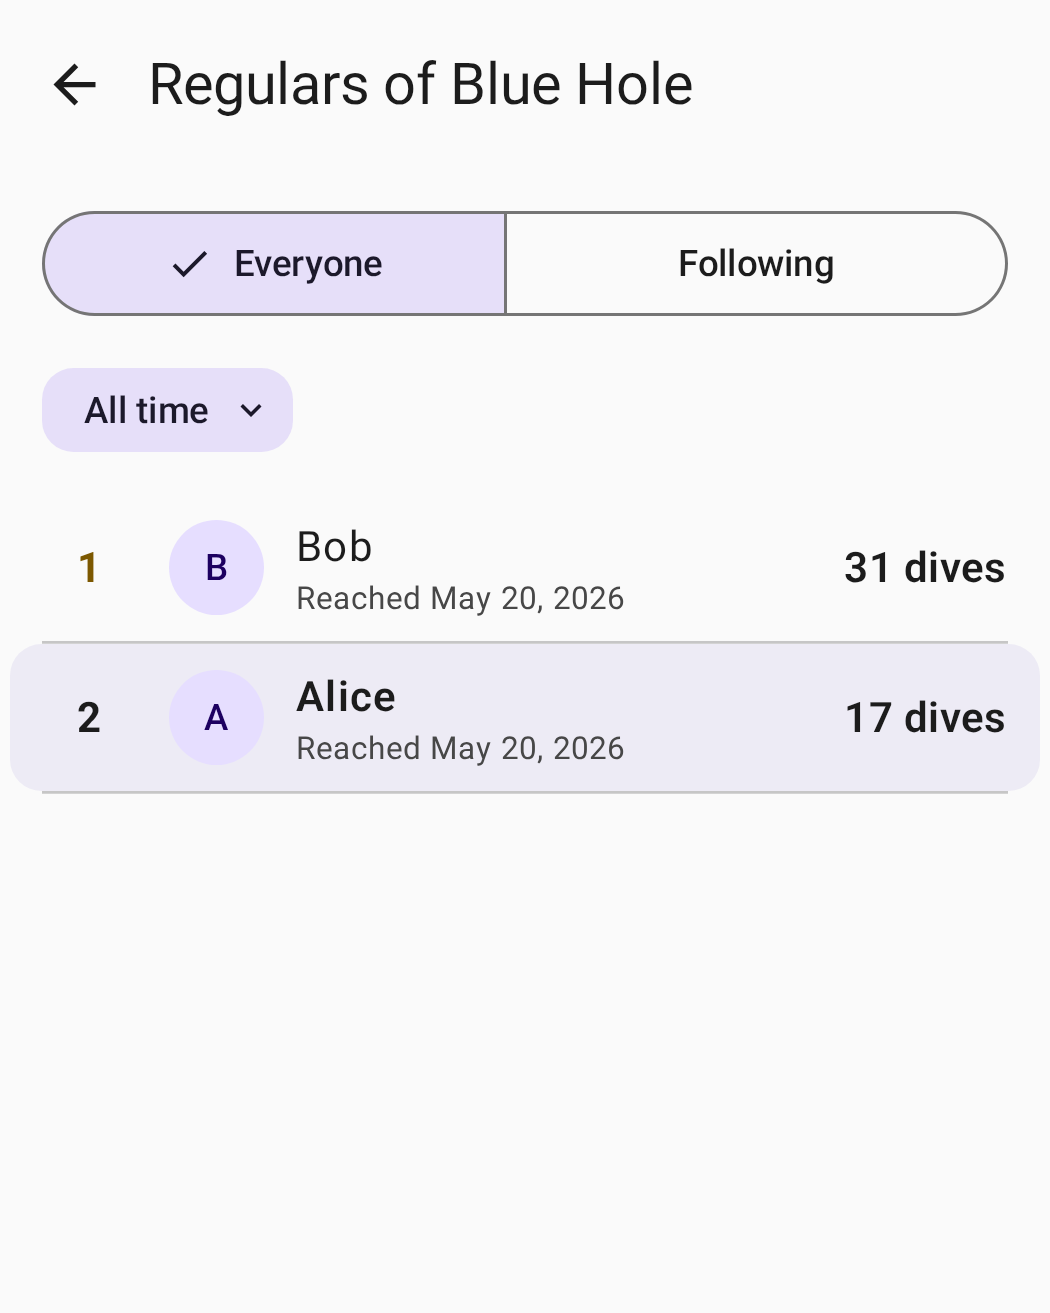 Regulars of Blue Hole
Everyone
Following
All time
1
B
Bob
Reached May 20, 2026
31 dives
2
A
Alice
Reached May 20, 2026
17 dives